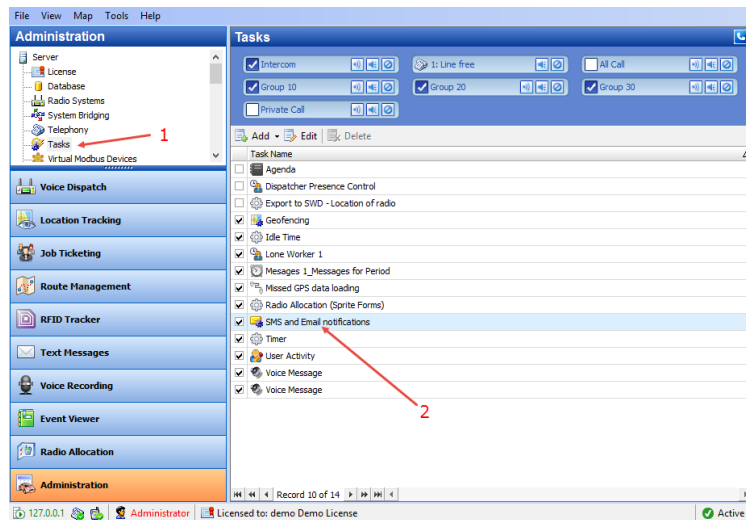 File View Map Tools Help
Administration
Server
License
Database
Radio Systems
System Bridging
Telephony
Tasks
Virtual Modbus Devices
1
Voice Dispatch
Location Tracking
Job Ticketing
Route Management
RFID Tracker
Text Messages
Voice Recording
Event Viewer
Radio Allocation
Administration
Tasks
Intercom
1: Line free
All Call
Group 10
Group 20
Group 30
Private Call
Add Edit Delete
Task Name
Agenda
Dispatcher Presence Control
Export to SWD - Location of radio
Geofencing
Idle Time
Lone Worker 1
Mesages 1_Messages for Period
Missed GPS data loading
Radio Allocation (Sprite Forms)
SMS and Email notifications
Timer
User Activity
Voice Message
Voice Message
2
Record 10 of 14
127.0.0.1 Administrator Licensed to: demo Demo License Active